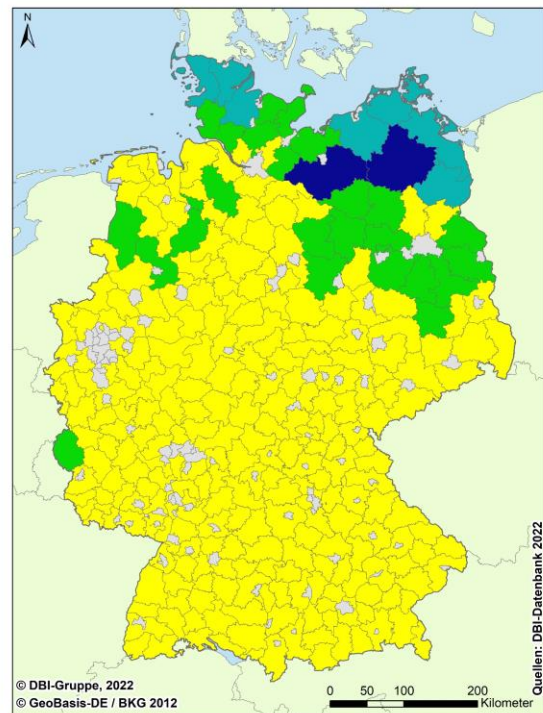 N
Quellen: DBI-Datenbank 2022
© DBI-Gruppe, 2022
© GeoBasis-DE / BKG 2012
0 50 100 200
Kilometer